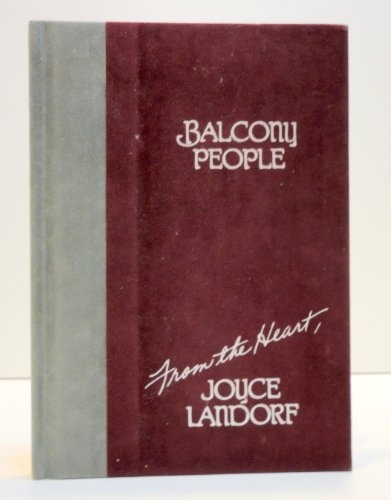 BALCONY
PEOPLE
From the Heart,
JOYCE
LANDORF